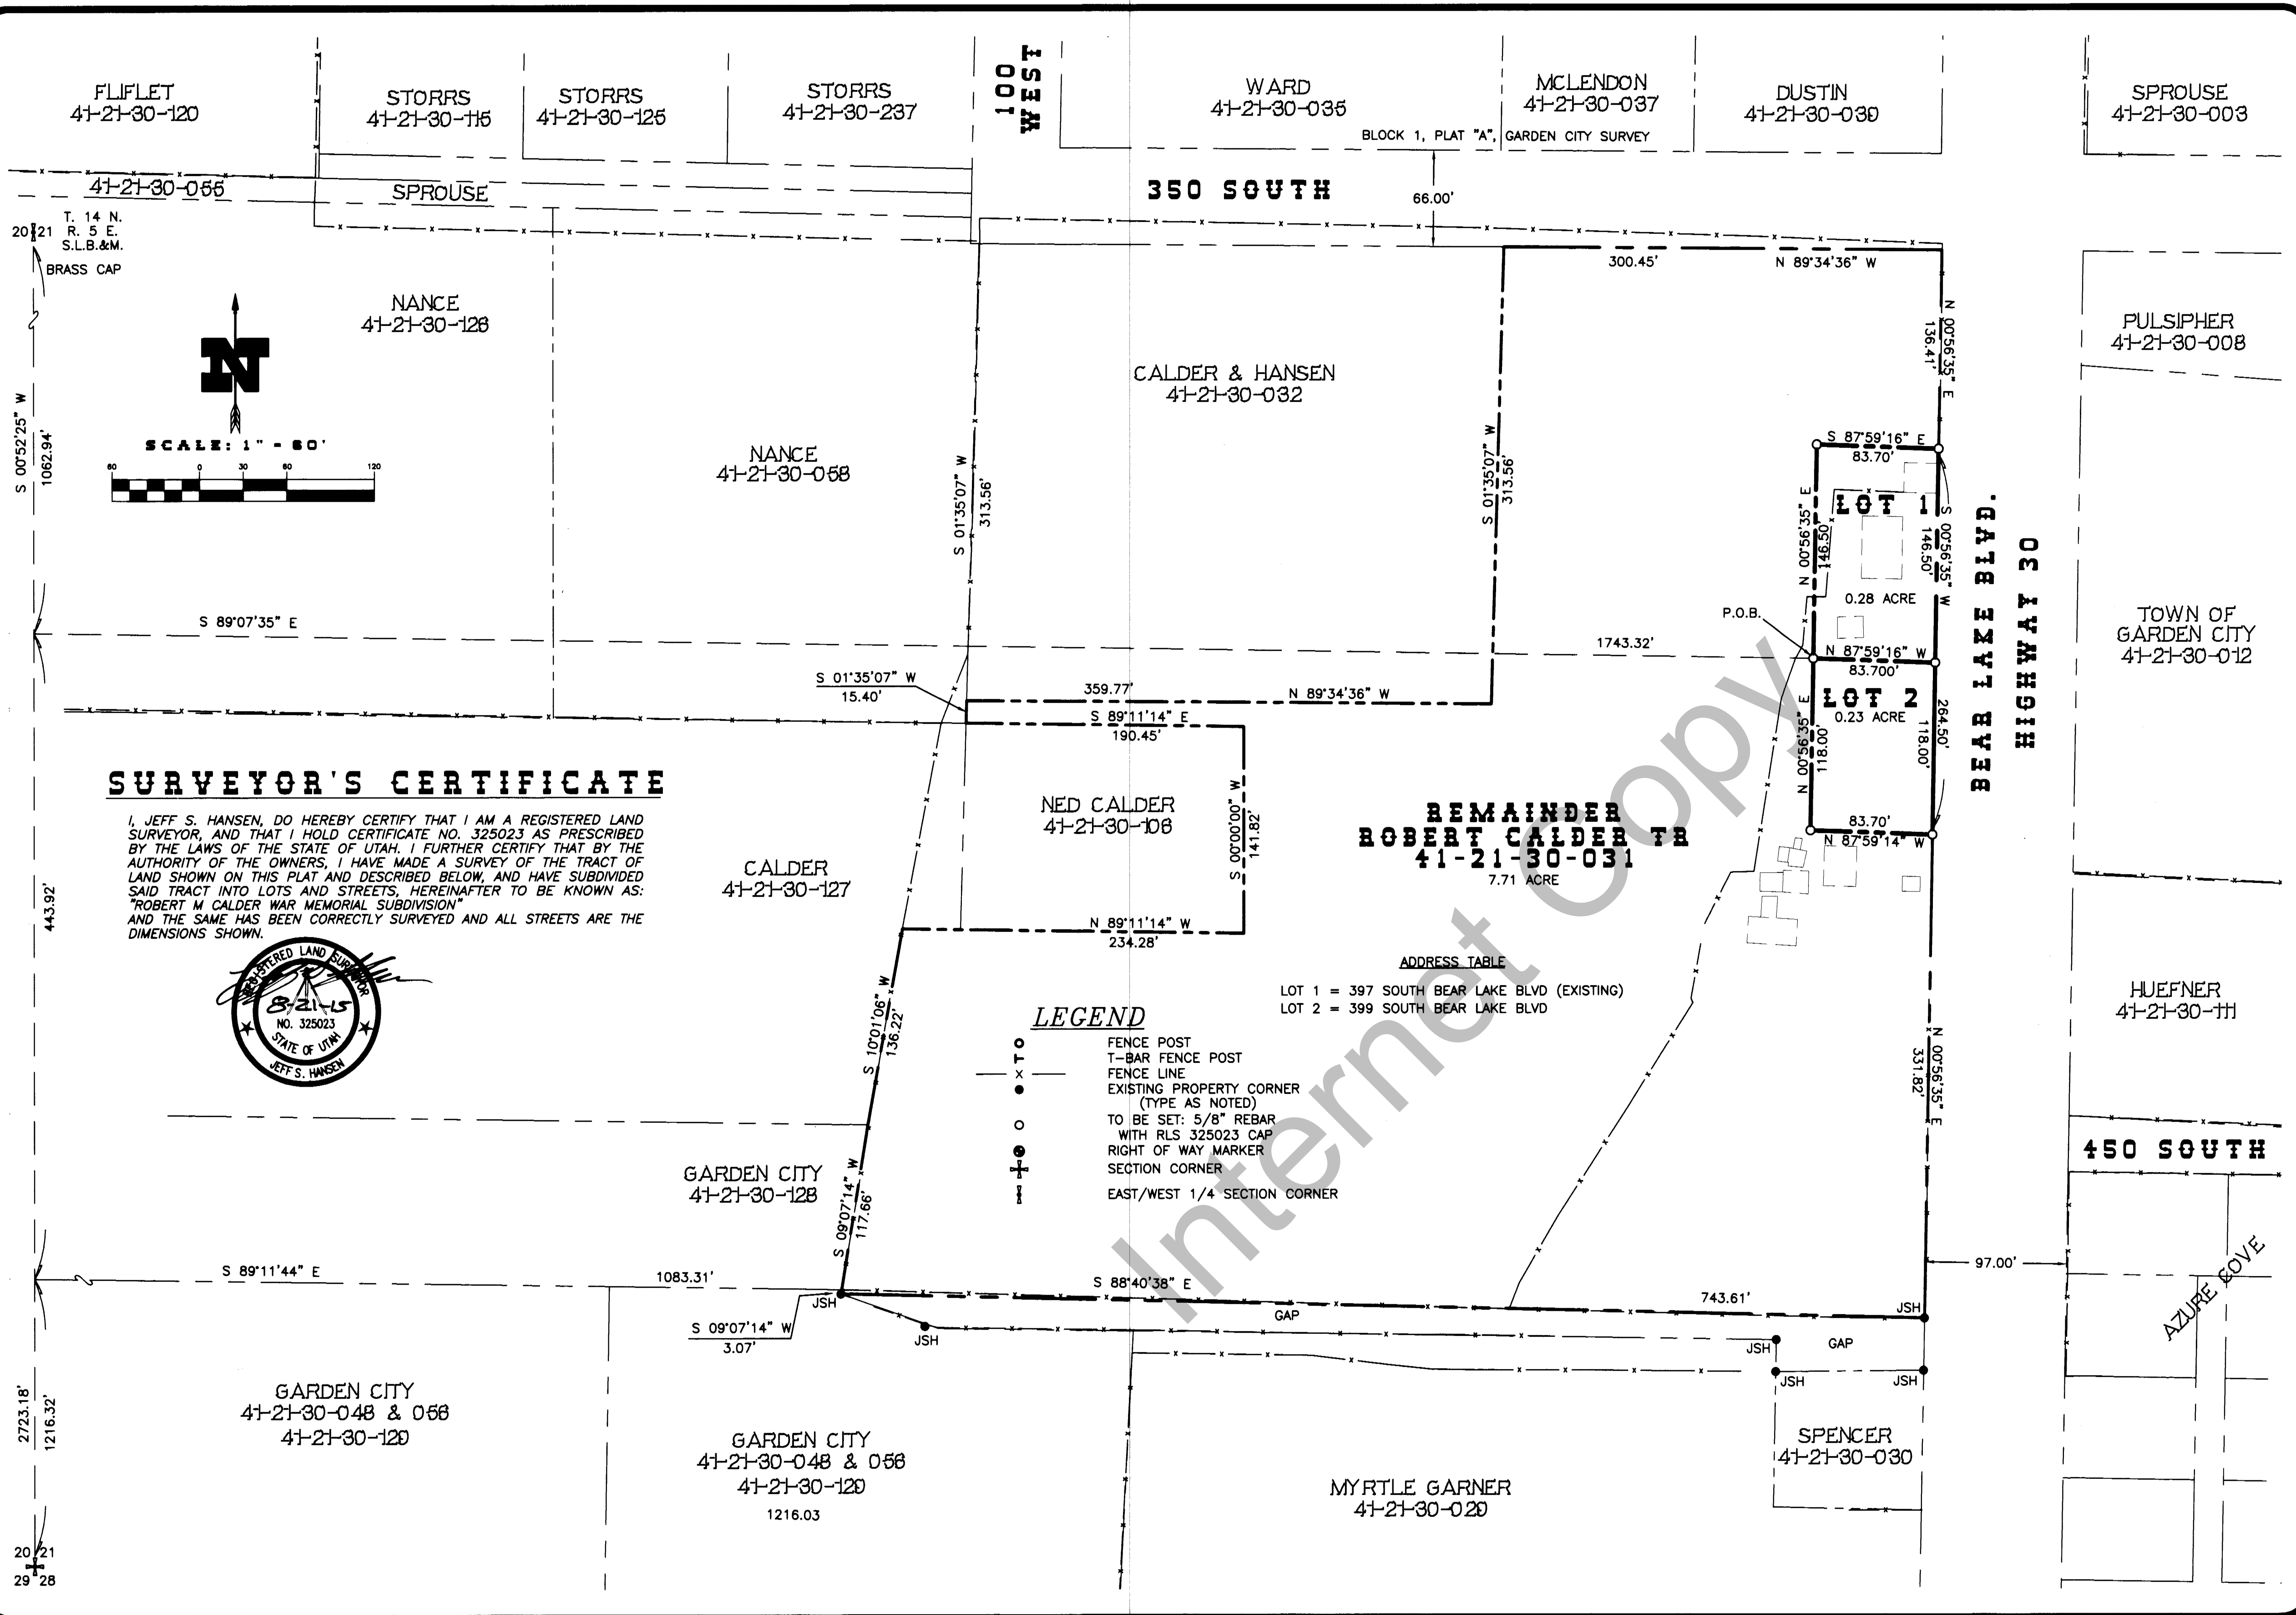 FLIFLET
41-21-30-120
STORRS
41-21-30-115
STORRS
41-21-30-125
STORRS
41-21-30-237
100
WEST
WARD
41-21-30-035
MCLENDON
41-21-30-037
DUSTIN
41-21-30-039
SPROUSE
41-21-30-003
BLOCK 1, PLAT "A", GARDEN CITY SURVEY
41-21-30-055
SPROUSE
350 SOUTH
66.00'
20 21
T. 14 N.
R. 5 E.
S.L.B.&M.
BRASS CAP
300.45'
N 89°34'36" W
NANCE
41-21-30-126
N
SCALE: 1" = 60'
60 0 30 60 120
S 00°52'25" W
1062.94'
NANCE
41-21-30-058
S 01°35'07" W
313.56'
CALDER & HANSEN
41-21-30-032
S 01°35'07" W
313.56'
N 00°56'35" E
136.41'
PULSIPHER
41-21-30-008
S 87°59'16" E
83.70'
LOT 1
N 00°56'35" E
146.50'
S 00°56'35" W
146.50'
0.28 ACRE
BEAR LAKE BLVD.
HIGHWAY 30
TOWN OF
GARDEN CITY
41-21-30-012
S 89°07'35" E
1743.32'
P.O.B.
N 87°59'16" W
83.700'
LOT 2
0.23 ACRE
N 00°56'35" E
118.00'
264.50'
118.00'
83.70'
N 87°59'14" W
S 01°35'07" W
15.40'
359.77'
N 89°34'36" W
S 89°11'14" E
190.45'
SURVEYOR'S CERTIFICATE
I, JEFF S. HANSEN, DO HEREBY CERTIFY THAT I AM A REGISTERED LAND
SURVEYOR, AND THAT I HOLD CERTIFICATE NO. 325023 AS PRESCRIBED
BY THE LAWS OF THE STATE OF UTAH. I FURTHER CERTIFY THAT BY THE
AUTHORITY OF THE OWNERS, I HAVE MADE A SURVEY OF THE TRACT OF
LAND SHOWN ON THIS PLAT AND DESCRIBED BELOW, AND HAVE SUBDIVIDED
SAID TRACT INTO LOTS AND STREETS, HEREINAFTER TO BE KNOWN AS:
"ROBERT M CALDER WAR MEMORIAL SUBDIVISION"
AND THE SAME HAS BEEN CORRECTLY SURVEYED AND ALL STREETS ARE THE
DIMENSIONS SHOWN.
REGISTERED LAND SURVEYOR
8-21-15
NO. 325023
STATE OF UTAH
JEFF S. HANSEN
443.92'
NED CALDER
41-21-30-106
S 00°00'00" W
141.82'
CALDER
41-21-30-127
REMAINDER
ROBERT CALDER TR
41-21-30-031
7.71 ACRE
N 89°11'14" W
234.28'
ADDRESS TABLE
LOT 1 = 397 SOUTH BEAR LAKE BLVD (EXISTING)
LOT 2 = 399 SOUTH BEAR LAKE BLVD
HUEFNER
41-21-30-111
S 10°01'06" W
136.22'
LEGEND
FENCE POST
T-BAR FENCE POST
FENCE LINE
EXISTING PROPERTY CORNER
(TYPE AS NOTED)
TO BE SET: 5/8" REBAR
WITH RLS 325023 CAP
RIGHT OF WAY MARKER
SECTION CORNER
EAST/WEST 1/4 SECTION CORNER
N 00°56'35" E
331.82'
450 SOUTH
GARDEN CITY
41-21-30-128
S 09°07'14" W
117.66'
S 89°11'44" E
1083.31'
S 88°40'38" E
743.61'
97.00'
AZURE COVE
JSH
GAP
JSH
S 09°07'14" W
3.07'
JSH
JSH
GAP
JSH
JSH
2723.18'
1216.32'
GARDEN CITY
41-21-30-048 & 056
41-21-30-129
GARDEN CITY
41-21-30-048 & 056
41-21-30-129
1216.03
MYRTLE GARNER
41-21-30-029
SPENCER
41-21-30-030
20 21
29 28
Internet Copy